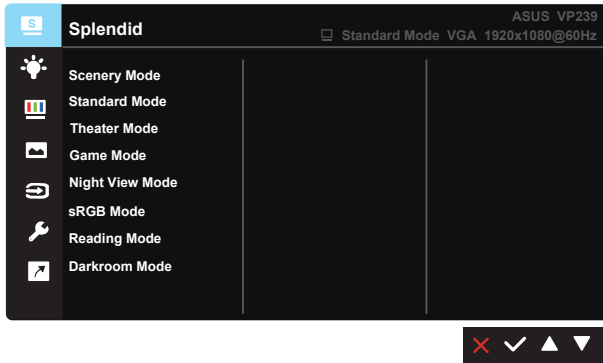 S
Splendid
ASUS VP239
Standard Mode VGA 1920x1080@60Hz
Scenery Mode
Standard Mode
Theater Mode
Game Mode
Night View Mode
sRGB Mode
Reading Mode
Darkroom Mode